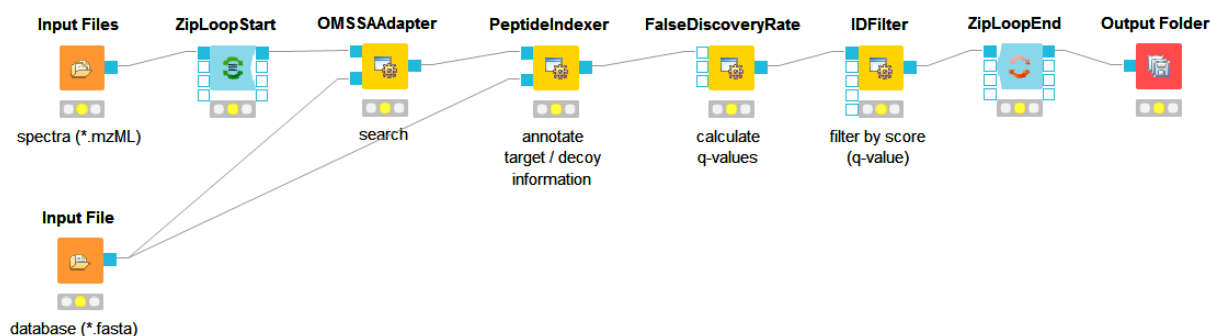 Input Files
ZipLoopStart
OMSSAAdapter
PeptideIndexer
FalseDiscoveryRate
IDFilter
ZipLoopEnd
Output Folder
spectra (*.mzML)
search
annotate
target / decoy
information
calculate
q-values
filter by score
(q-value)
Input File
database (*.fasta)